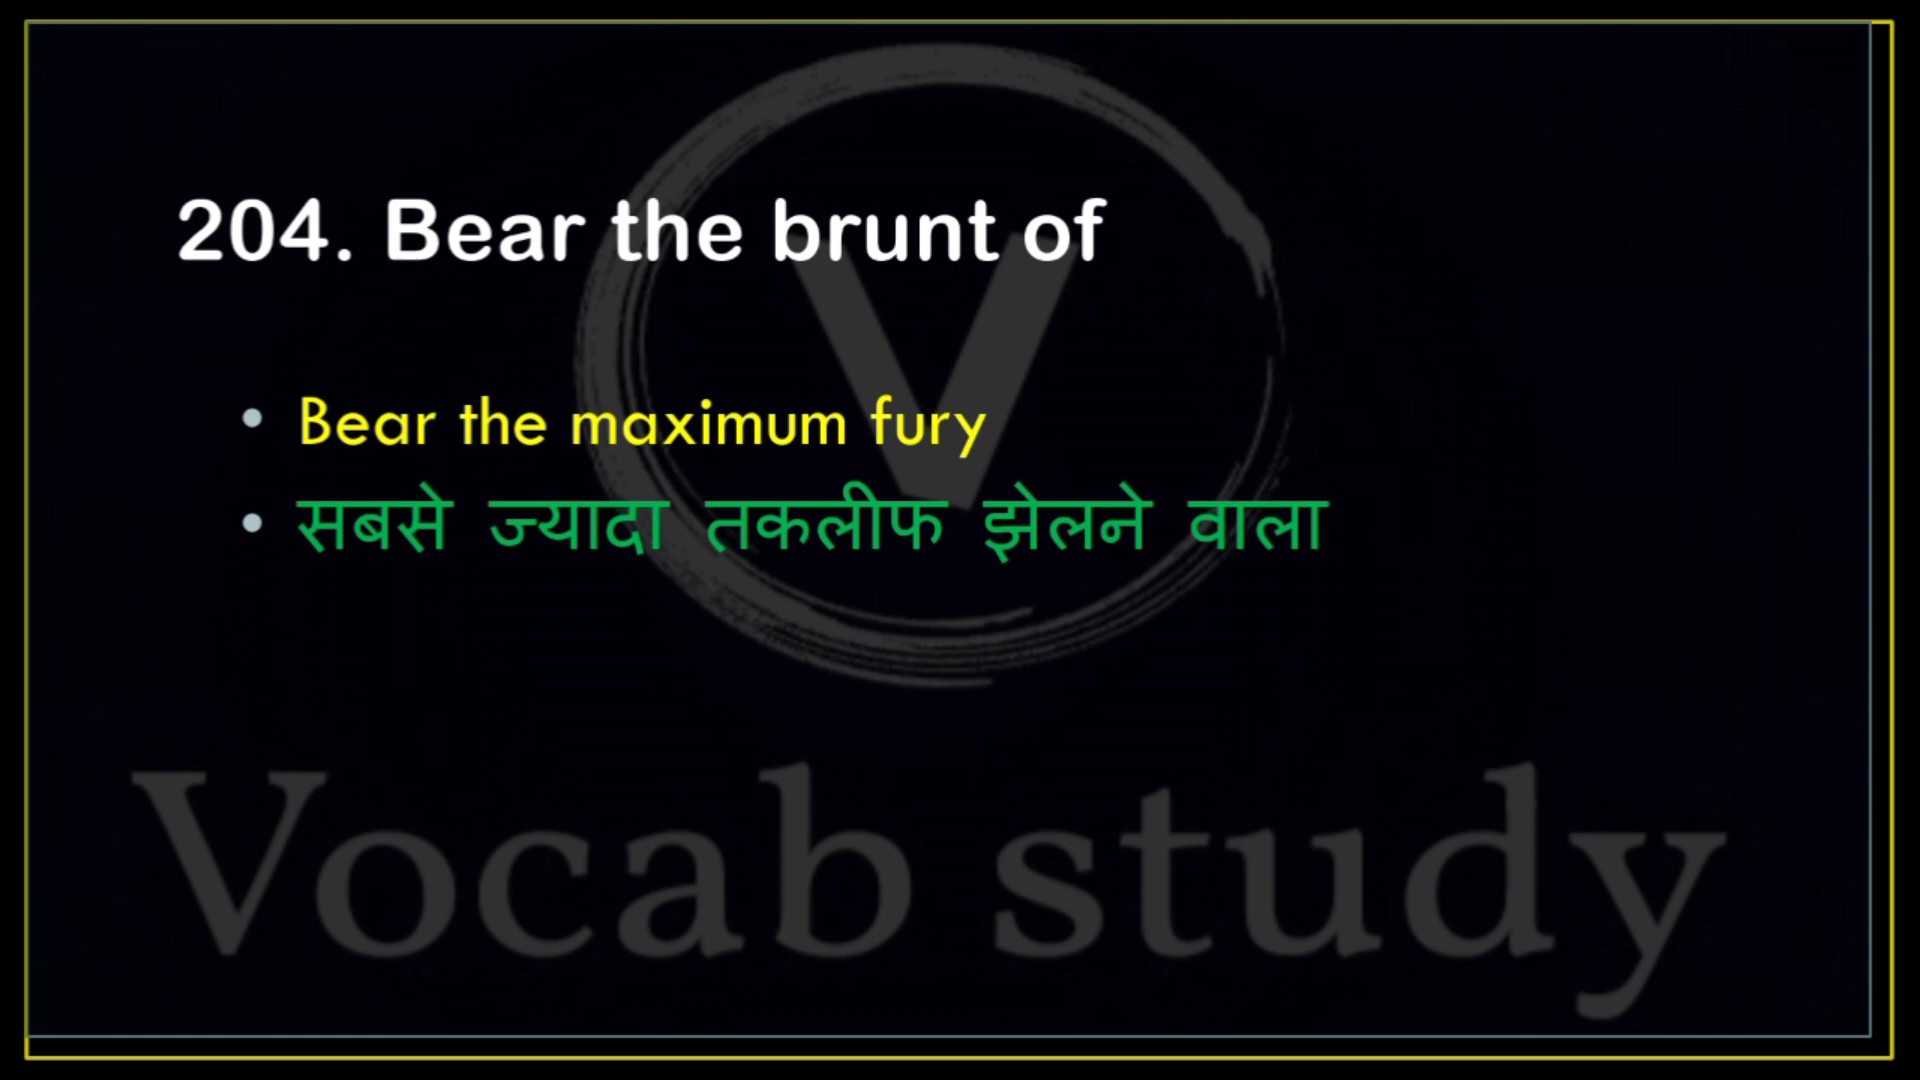 204. Bear the brunt of
• Bear the maximum fury
• सबसे ज्यादा तकलीफ झेलने वाला
V
Vocab study